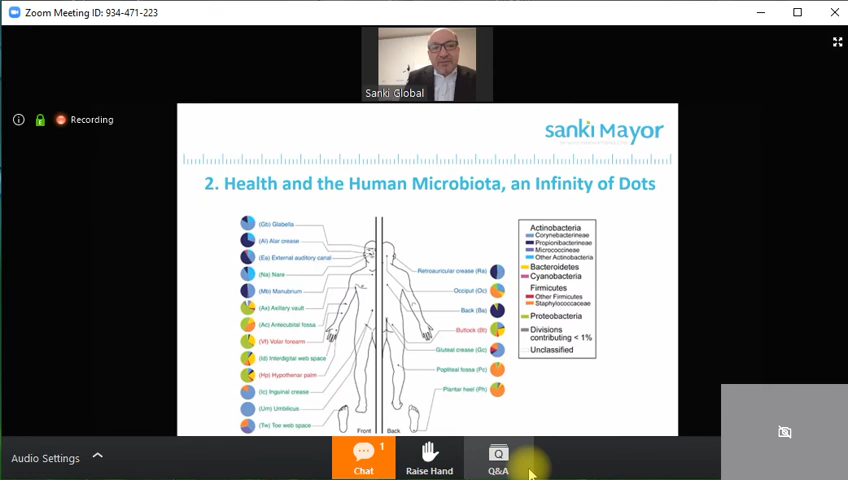 Zoom Meeting ID: 934-471-223
Sanki Global
Recording
sanki Mayor
2. Health and the Human Microbiota, an Infinity of Dots
(Gb) Glabella
(Al) Alar crease
(Ea) External auditory canal
(Na) Nare
(Mb) Manubrium
(Ax) Axillary vault
(Ac) Antecubital fossa
(Vf) Volar forearm
(Id) Interdigital web space
(Hp) Hypothenar palm
(Ic) Inguinal crease
(Um) Umbilicus
(Tw) Toe web space
Front
Back
Retroauricular crease (Ra)
Occiput (Oc)
Back (Ba)
Buttock (Bt)
Gluteal crease (Gc)
Popliteal fossa (Pc)
Plantar heel (Ph)
Actinobacteria
Corynebacterineae
Propionibacterineae
Micrococcineae
Other Actinobacteria
Bacteroidetes
Cyanobacteria
Firmicutes
Other Firmicutes
Staphylococcaceae
Proteobacteria
Divisions
contributing < 1%
Unclassified
Audio Settings
1
Chat
Raise Hand
Q
Q&A